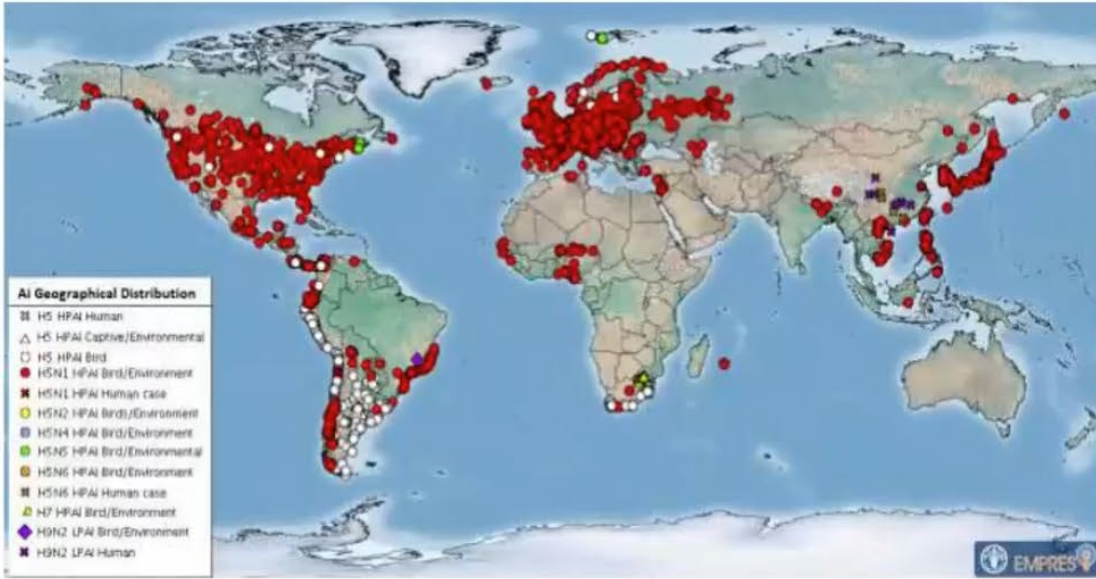 AI Geographical Distribution
H5 HPAI Human
H5 HPAI Captive/Environmental
H5 HPAI Bird
H5N1 HPAI Bird/Environment
H5N1 HPAI Human case
H5N2 HPAI Birds/Environment
H5N4 HPAI Bird/Environment
H5N5 HPAI Bird/Environmental
H5N6 HPAI Bird/Environment
H5N6 HPAI Human case
H7 HPAI Bird/Environment
H9N2 LPAI Bird/Environment
H9N2 LPAI Human
EMPRES